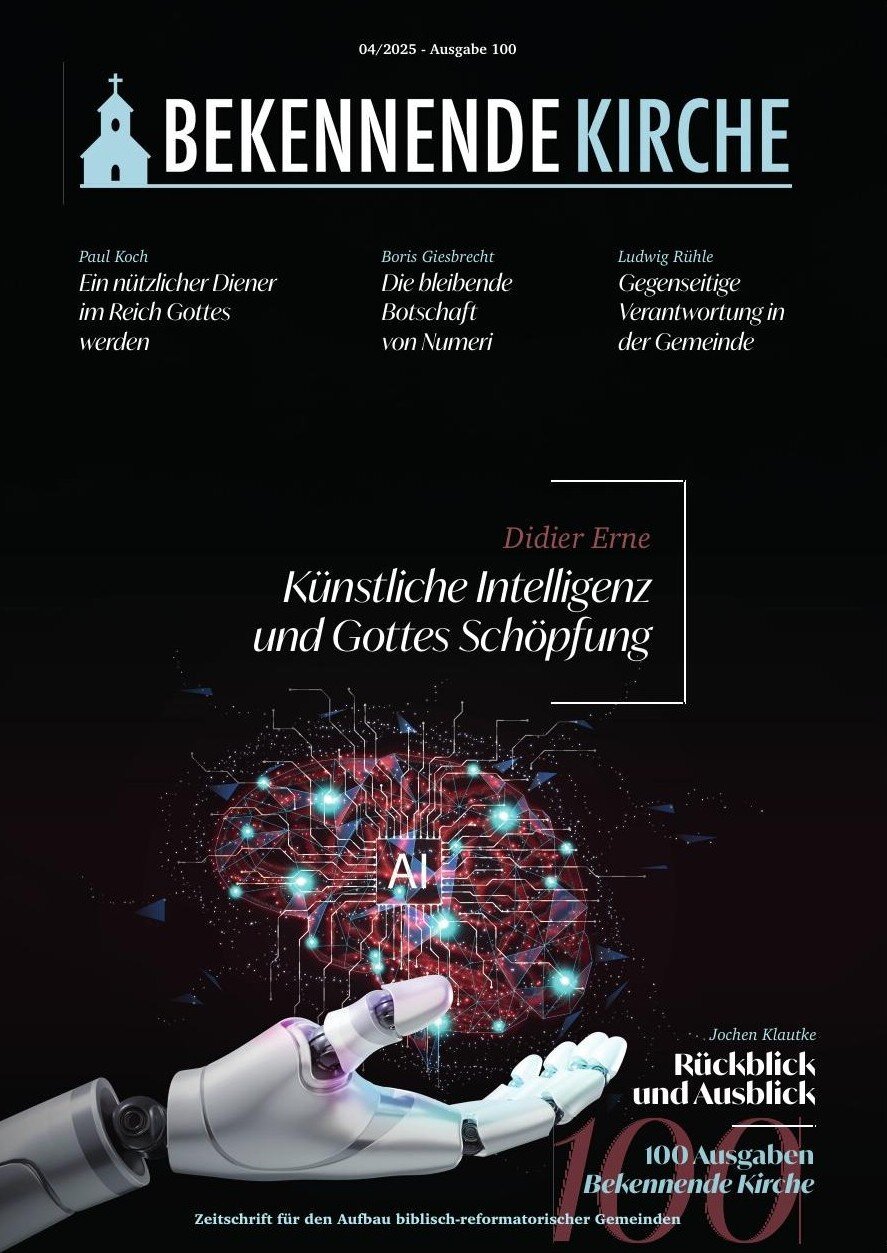 04/2025 - Ausgabe 100
BEKENNENDE KIRCHE
Paul Koch
Ein nützlicher Diener
im Reich Gottes
werden
Boris Giesbrecht
Die bleibende
Botschaft
von Numeri
Ludwig Rühle
Gegenseitige
Verantwortung in
der Gemeinde
Didier Erne
Künstliche Intelligenz
und Gottes Schöpfung
AI
Jochen Klautke
Rückblick
und Ausblick
100
100 Ausgaben
Bekennende Kirche
Zeitschrift für den Aufbau biblisch-reformatorischer Gemeinden